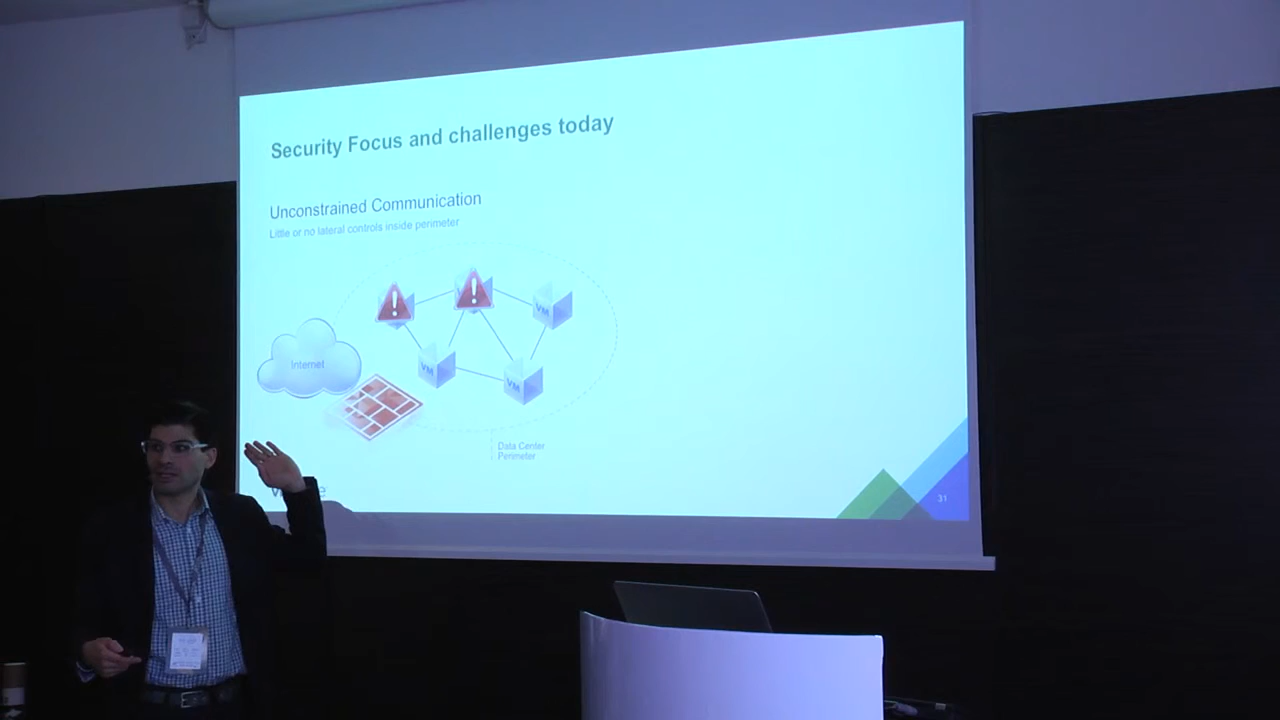 Security Focus and challenges today
Unconstrained Communication
Little or no lateral controls inside perimeter
VM
Internet
VM
VM
Data Center
Perimeter
31